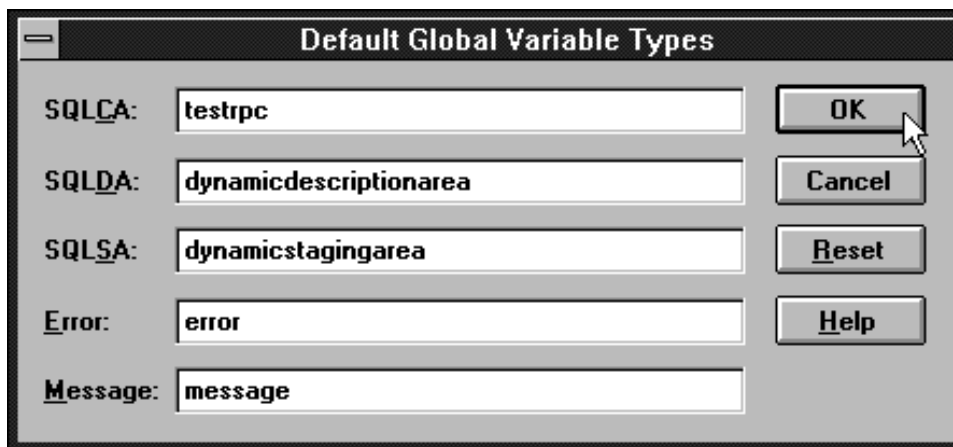 Default Global Variable Types
SQLCA: testrpc OK
SQLDA: dynamicdescriptionarea Cancel
SQLSA: dynamicstagingarea Reset
Error: error Help
Message: message